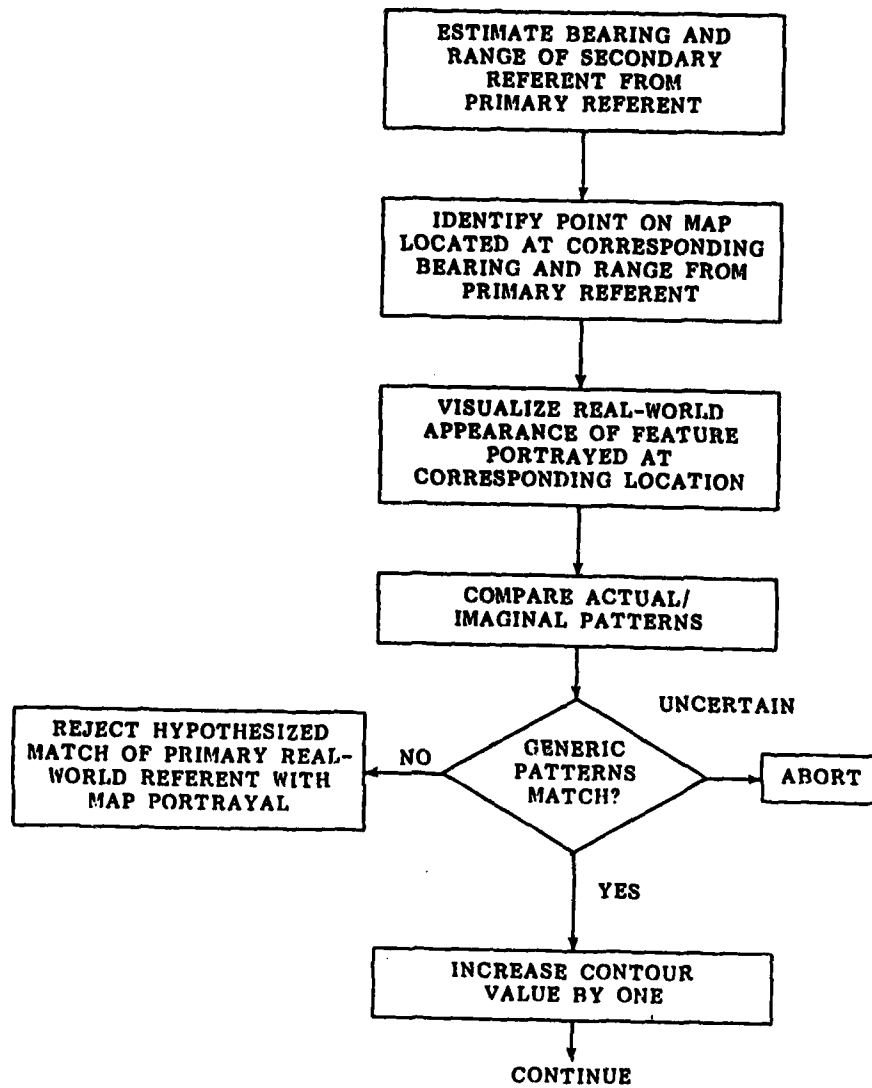 ESTIMATE BEARING AND
RANGE OF SECONDARY
REFERENT FROM
PRIMARY REFERENT
IDENTIFY POINT ON MAP
LOCATED AT CORRESPONDING
BEARING AND RANGE FROM
PRIMARY REFERENT
VISUALIZE REAL-WORLD
APPEARANCE OF FEATURE
PORTRAYED AT
CORRESPONDING LOCATION
COMPARE ACTUAL/
IMAGINAL PATTERNS
UNCERTAIN
REJECT HYPOTHESIZED
MATCH OF PRIMARY REAL-
WORLD REFERENT WITH
MAP PORTRAYAL
NO
GENERIC
PATTERNS
MATCH?
ABORT
YES
INCREASE CONTOUR
VALUE BY ONE
CONTINUE